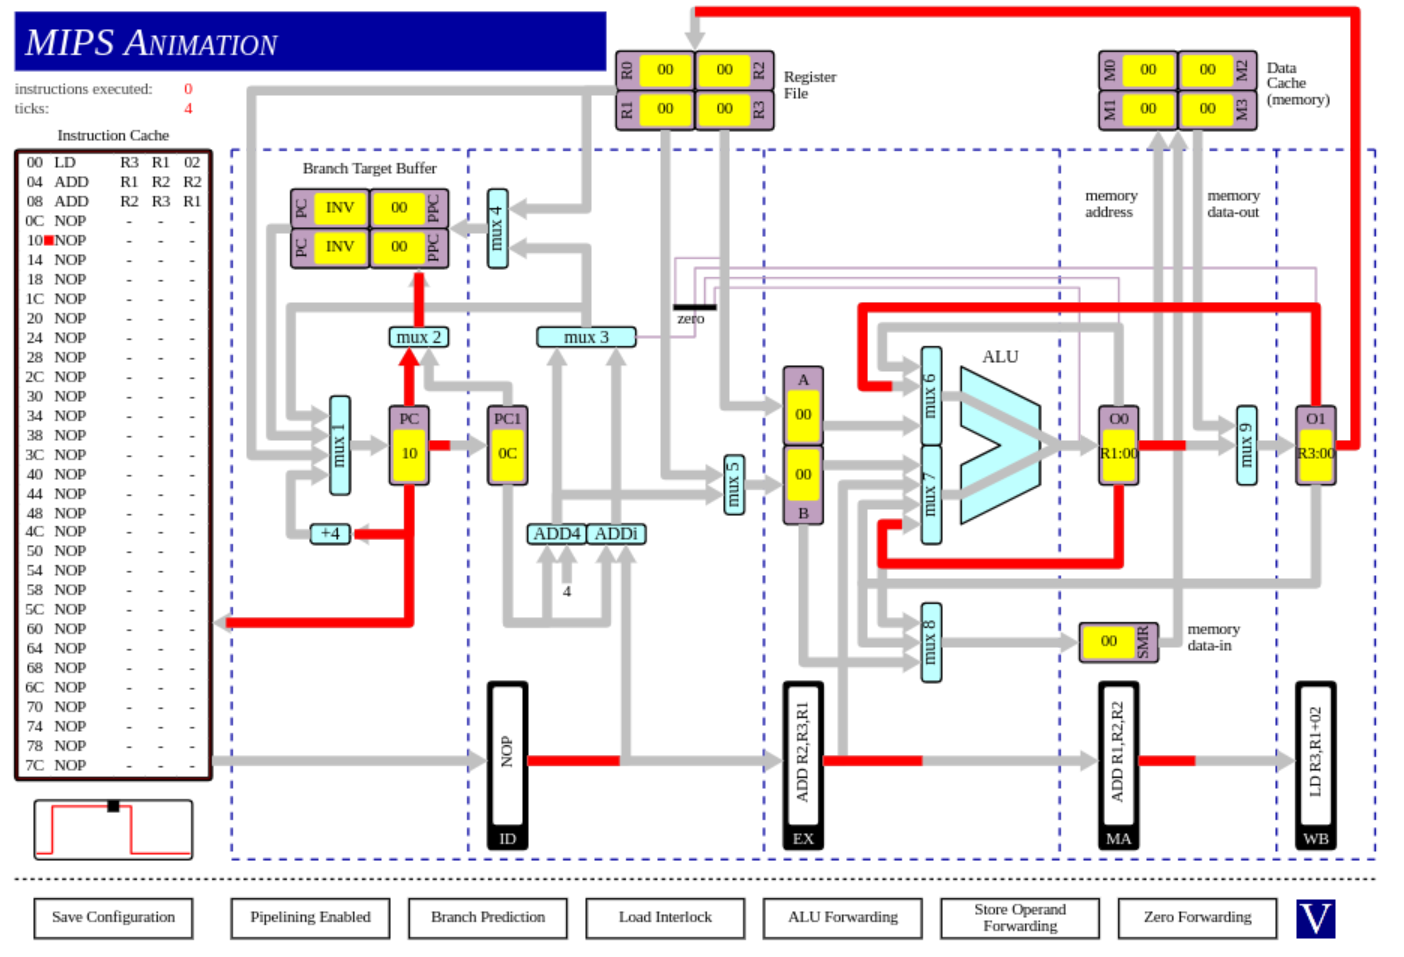 MIPS ANIMATION
instructions executed: 0
ticks: 4
Instruction Cache
00 LD R3 R1 02
04 ADD R1 R2 R2
08 ADD R2 R3 R1
0C NOP - - -
10 NOP - - -
14 NOP - - -
18 NOP - - -
1C NOP - - -
20 NOP - - -
24 NOP - - -
28 NOP - - -
2C NOP - - -
30 NOP - - -
34 NOP - - -
38 NOP - - -
3C NOP - - -
40 NOP - - -
44 NOP - - -
48 NOP - - -
4C NOP - - -
50 NOP - - -
54 NOP - - -
58 NOP - - -
5C NOP - - -
60 NOP - - -
64 NOP - - -
68 NOP - - -
6C NOP - - -
70 NOP - - -
74 NOP - - -
78 NOP - - -
7C NOP - - -
R0 00 00 R2
R1 00 00 R3
Register
File
M0 00 00 M2
M1 00 00 M3
Data
Cache
(memory)
Branch Target Buffer
PC INV 00 PPC
PC INV 00 PPC
mux 4
memory
address
memory
data-out
zero
mux 2
mux 3
ALU
mux 1
PC
10
PC1
0C
mux 5
A
00
00
B
mux 6
mux 7
O0
R1:00
mux 9
O1
R3:00
+4
ADD4
ADDi
4
mux 8
00 SMR
memory
data-in
NOP
ID
ADD R2,R3,R1
EX
ADD R1,R2,R2
MA
LD R3,R1+02
WB
Save Configuration
Pipelining Enabled
Branch Prediction
Load Interlock
ALU Forwarding
Store Operand
Forwarding
Zero Forwarding
V